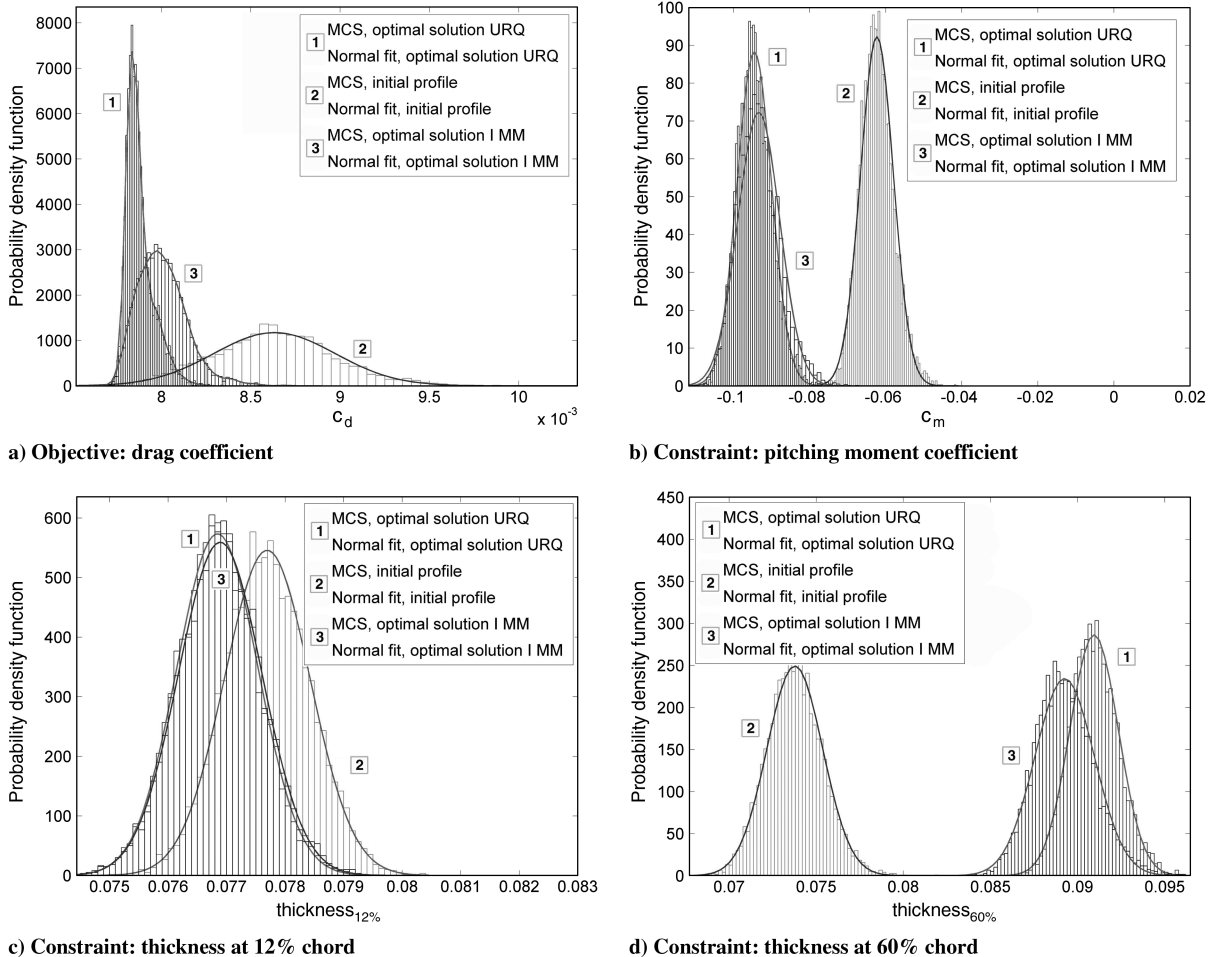 8000
7000
6000
5000
4000
3000
2000
1000
0
Probability density function
8
8.5
9
9.5
10
x 10-3
c_d
1
3
2
1
MCS, optimal solution URQ
Normal fit, optimal solution URQ
2
MCS, initial profile
Normal fit, initial profile
3
MCS, optimal solution I MM
Normal fit, optimal solution I MM
a) Objective: drag coefficient
100
90
80
70
60
50
40
30
20
10
0
Probability density function
-0.1
-0.08
-0.06
-0.04
-0.02
0
0.02
c_m
1
2
3
1
MCS, optimal solution URQ
Normal fit, optimal solution URQ
2
MCS, initial profile
Normal fit, initial profile
3
MCS, optimal solution I MM
Normal fit, optimal solution I MM
b) Constraint: pitching moment coefficient
600
500
400
300
200
100
0
Probability density function
0.075
0.076
0.077
0.078
0.079
0.08
0.081
0.082
0.083
thickness12%
1
3
2
1
MCS, optimal solution URQ
Normal fit, optimal solution URQ
2
MCS, initial profile
Normal fit, initial profile
3
MCS, optimal solution I MM
Normal fit, optimal solution I MM
c) Constraint: thickness at 12% chord
450
400
350
300
250
200
150
100
50
0
Probability density function
0.07
0.075
0.08
0.085
0.09
0.095
thickness60%
1
MCS, optimal solution URQ
Normal fit, optimal solution URQ
2
MCS, initial profile
Normal fit, initial profile
3
MCS, optimal solution I MM
Normal fit, optimal solution I MM
2
3
1
d) Constraint: thickness at 60% chord